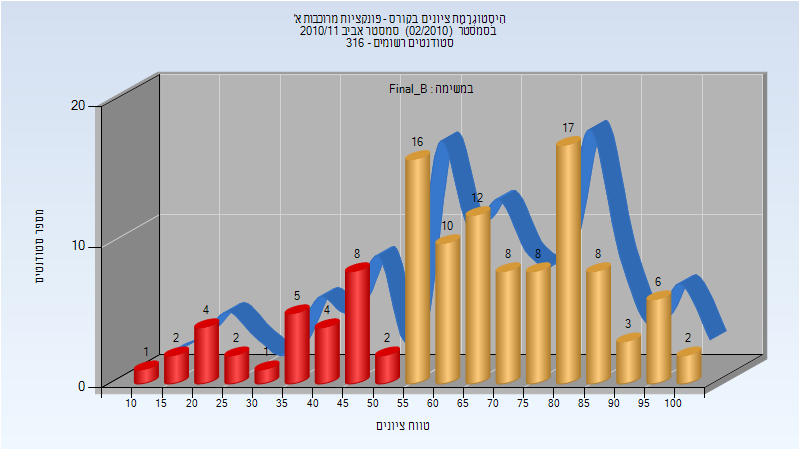 היסטוגרמת ציונים בקורס - פונקציות מרוכבות א'
בסמסטר (02/2010) סמסטר אביב 2010/11
סטודנטים רשומים - 316
במשימה : Final_B
מספר סטודנטים
20
10
0
1 2 4 2 1 5 4 8 2 16 10 12 8 8 17 8 3 6 2
10 15 20 25 30 35 40 45 50 55 60 65 70 75 80 85 90 95 100
טווח ציונים